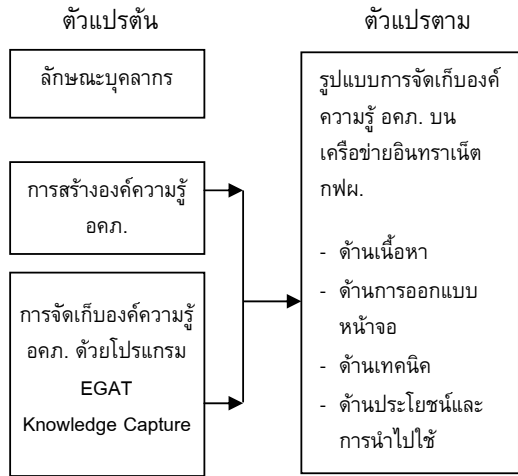 ตัวแปรต้น
ลักษณะบุคลากร
การสร้างองค์ความรู้
อคภ.
การจัดเก็บองค์ความรู้
อคภ. ด้วยโปรแกรม
EGAT
Knowledge Capture
ตัวแปรตาม
รูปแบบการจัดเก็บองค์
ความรู้ อคภ. บน
เครือข่ายอินทราเน็ต
กฟผ.
- ด้านเนื้อหา
- ด้านการออกแบบ
หน้าจอ
- ด้านเทคนิค
- ด้านประโยชน์และ
การนำไปใช้